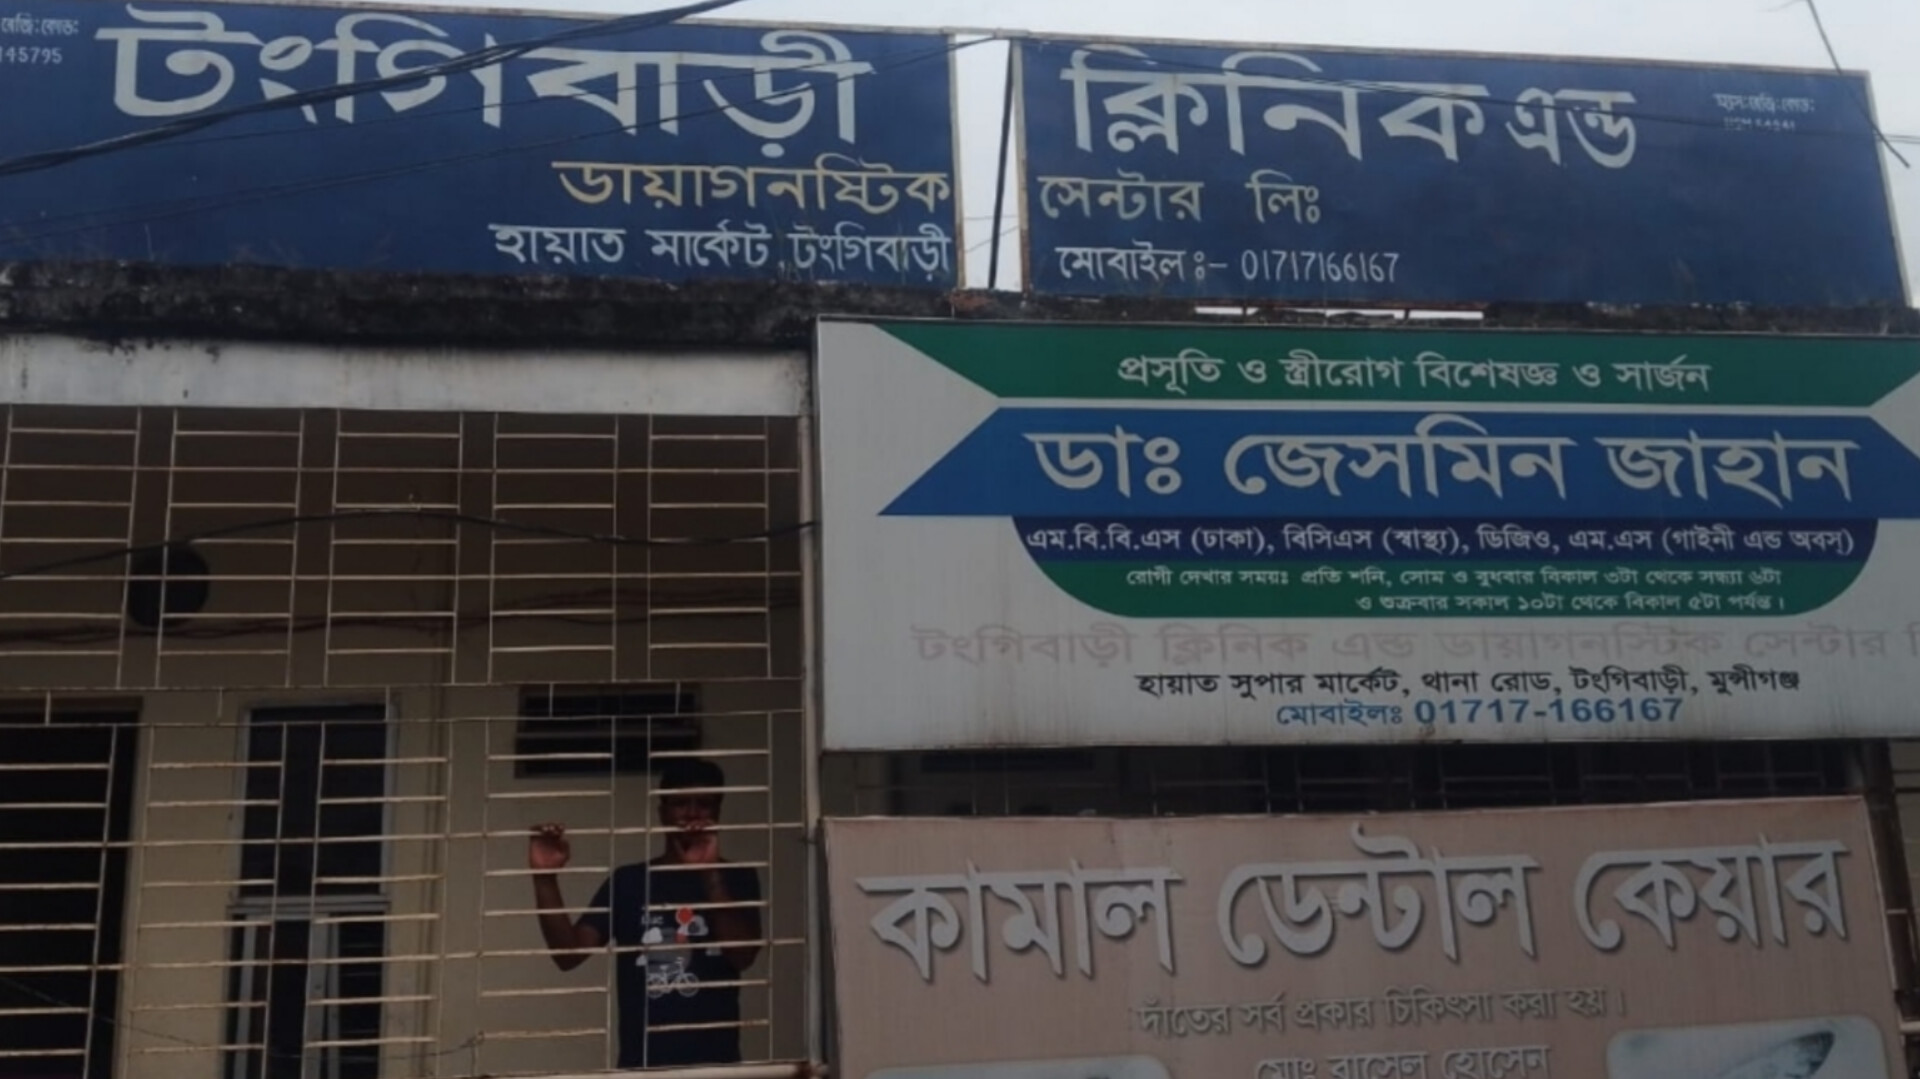 রেজি:কোড:
145795
টংগিবাড়ী ক্লিনিক এন্ড
ডায়াগনষ্টিক সেন্টার লিঃ
হায়াত মার্কেট, টংগিবাড়ী মোবাইল ঃ- 01717166167
প্রসূতি ও স্ত্রীরোগ বিশেষজ্ঞ ও সার্জন
ডাঃ জেসমিন জাহান
এম.বি.বি.এস (ঢাকা), বিসিএস (স্বাস্থ্য), ডিজিও, এম.এস (গাইনী এন্ড অবস্)
রোগী দেখার সময়ঃ প্রতি শনি, সোম ও বুধবার বিকাল ৩টা থেকে সন্ধ্যা ৬টা
ও শুক্রবার সকাল ১০টা থেকে বিকাল ৫টা পর্যন্ত।
টংগিবাড়ী ক্লিনিক এন্ড ডায়াগনস্টিক সেন্টার
হায়াত সুপার মার্কেট, থানা রোড, টংগিবাড়ী, মুন্সীগঞ্জ
মোবাইলঃ 01717-166167
কামাল ডেন্টাল কেয়ার
দাঁতের সর্ব প্রকার চিকিৎসা করা হয়।
মোঃ রাসেল হোসেন